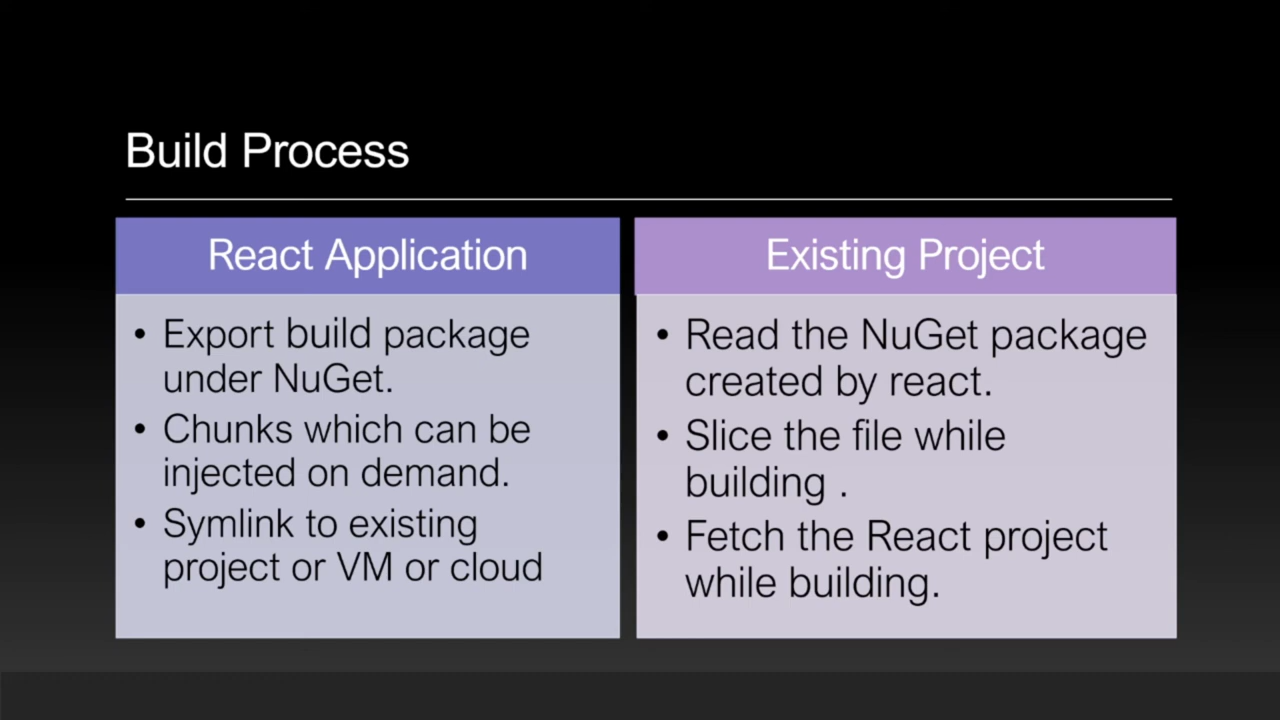 Build Process
React Application
• Export build package
under NuGet.
• Chunks which can be
injected on demand.
• Symlink to existing
project or VM or cloud
Existing Project
• Read the NuGet package
created by react.
• Slice the file while
building .
• Fetch the React project
while building.